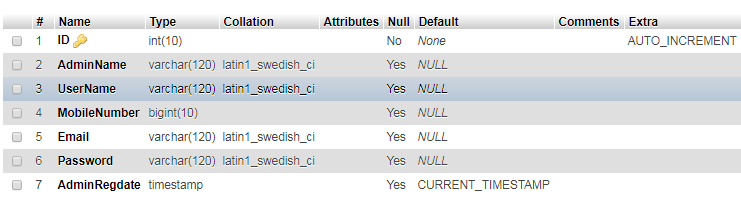 # Name Type Collation Attributes Null Default Comments Extra
1 ID int(10) No None AUTO_INCREMENT
2 AdminName varchar(120) latin1_swedish_ci Yes NULL
3 UserName varchar(120) latin1_swedish_ci Yes NULL
4 MobileNumber bigint(10) Yes NULL
5 Email varchar(120) latin1_swedish_ci Yes NULL
6 Password varchar(120) latin1_swedish_ci Yes NULL
7 AdminRegdate timestamp Yes CURRENT_TIMESTAMP